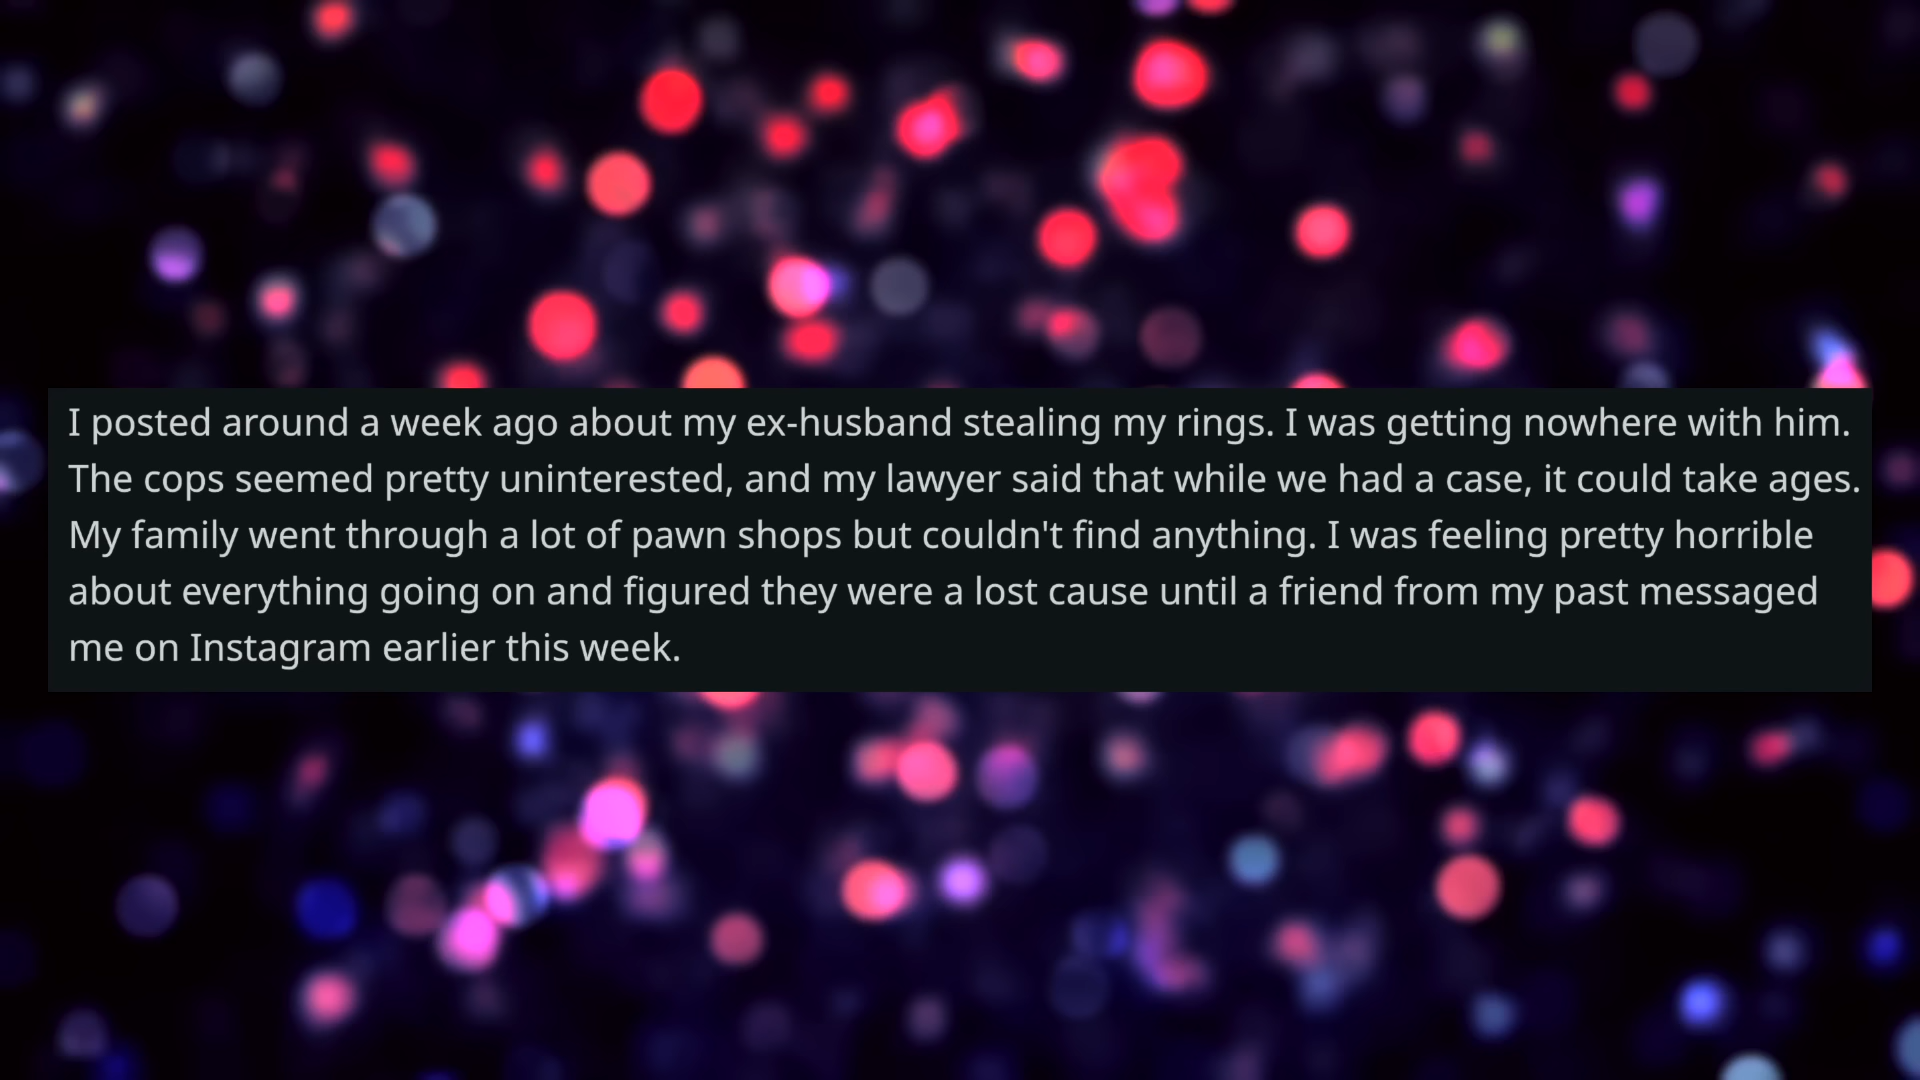 I posted around a week ago about my ex-husband stealing my rings. I was getting nowhere with him.
The cops seemed pretty uninterested, and my lawyer said that while we had a case, it could take ages.
My family went through a lot of pawn shops but couldn't find anything. I was feeling pretty horrible
about everything going on and figured they were a lost cause until a friend from my past messaged
me on Instagram earlier this week.